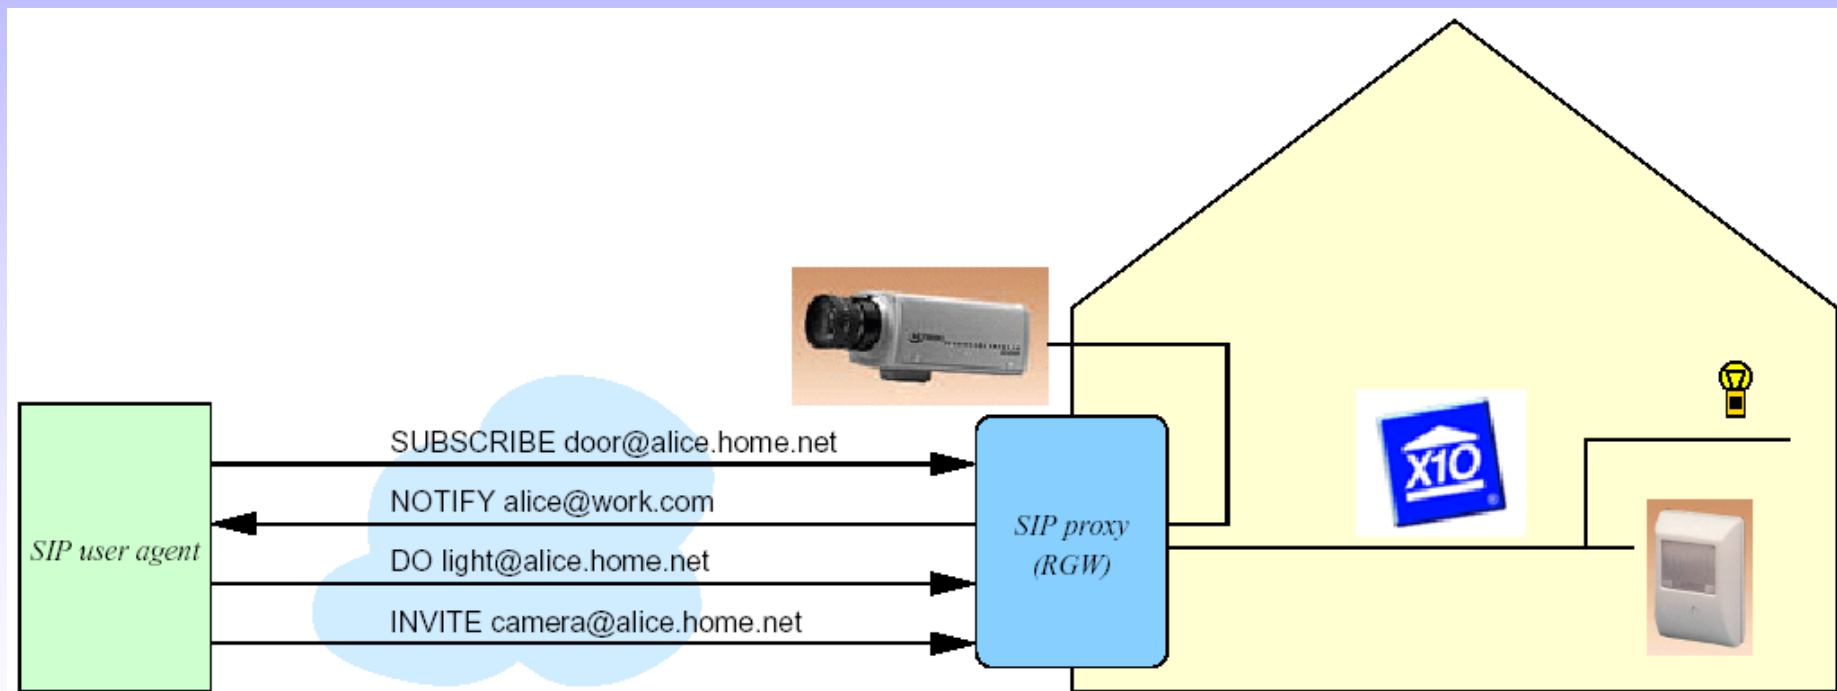 SUBSCRIBE door@alice.home.net
NOTIFY alice@work.com
SIP user agent
DO light@alice.home.net
INVITE camera@alice.home.net
SIP proxy
(RGW)
X10